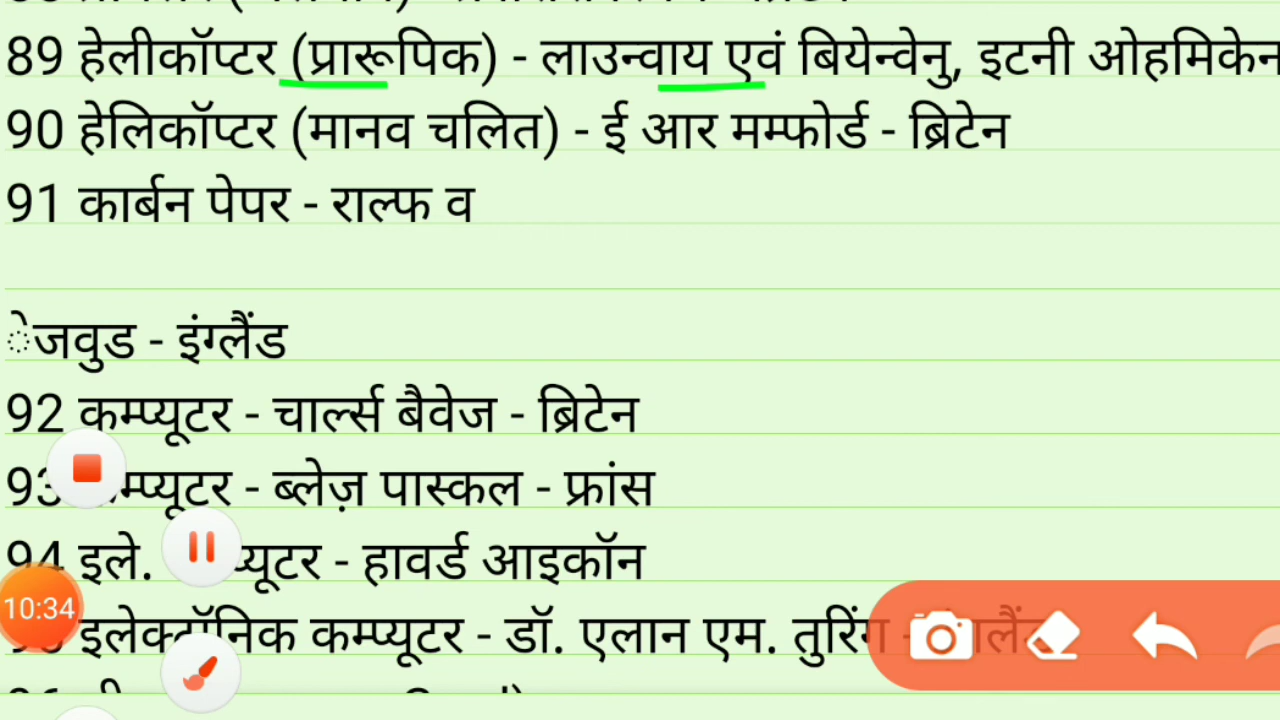 89 हेलीकॉप्टर (प्रारूपिक) - लाउन्वाय एवं बियेन्वेनु, इटनी ओहमिकेन
90 हेलिकॉप्टर (मानव चलित) - ई आर मम्फोर्ड - ब्रिटेन
91 कार्बन पेपर - राल्फ व
ेजवुड - इंग्लैंड
92 कम्प्यूटर - चार्ल्स बैवेज - ब्रिटेन
93 म्प्यूटर - ब्लेज़ पास्कल - फ्रांस
94 इले. प्यूटर - हावर्ड आइकॉन
10:34
इलेक्ट्रॉनिक कम्प्यूटर - डॉ. एलान एम. तुरिंग -